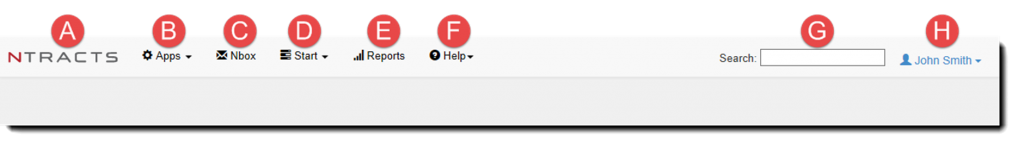 A B C D E F G H
NTRACTS Apps Nbox Start Reports Help Search: John Smith